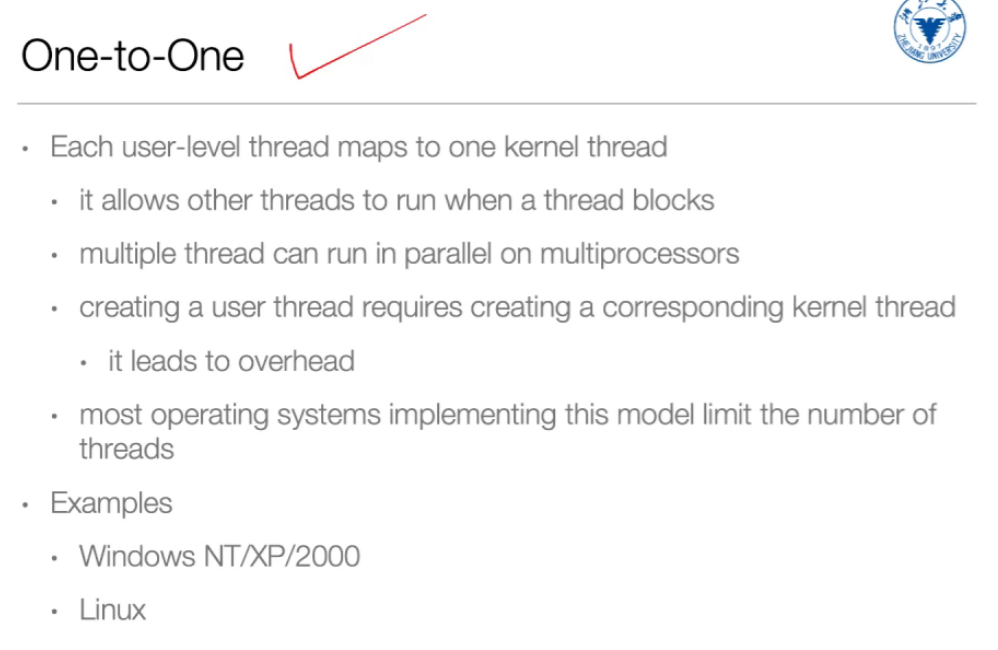 One-to-One
ZHEJIANG UNIVERSITY
1897
• Each user-level thread maps to one kernel thread
• it allows other threads to run when a thread blocks
• multiple thread can run in parallel on multiprocessors
• creating a user thread requires creating a corresponding kernel thread
• it leads to overhead
• most operating systems implementing this model limit the number of
threads
• Examples
• Windows NT/XP/2000
• Linux